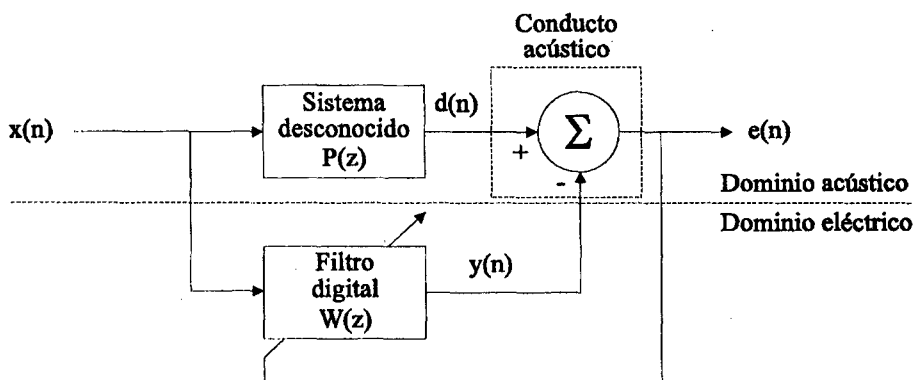 Conducto
acústico
x(n)
Sistema
desconocido
P(z)
d(n)
+
-
Σ
e(n)
Dominio acústico
Dominio eléctrico
Filtro
digital
W(z)
y(n)